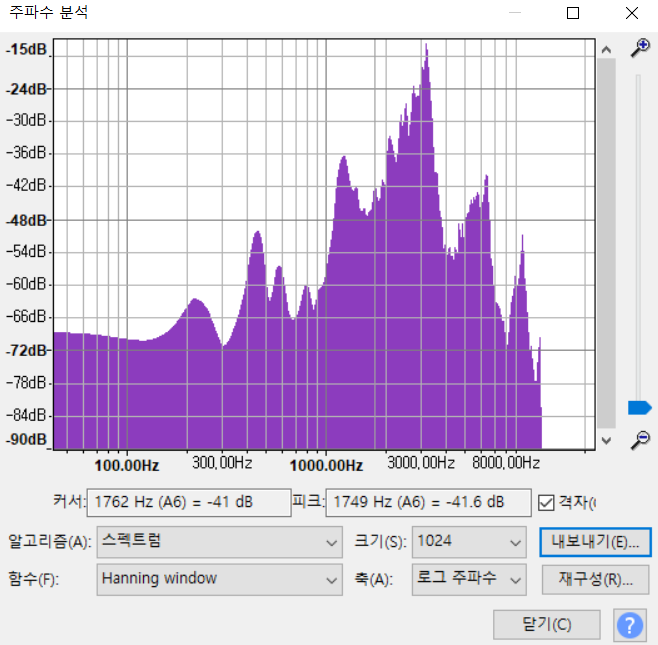 주파수 분석
-15dB
-24dB
-30dB
-36dB
-42dB
-48dB
-54dB
-60dB
-66dB
-72dB
-78dB
-84dB
-90dB
100.00Hz 300,00Hz 1000.00Hz 3000,00Hz 8000,00Hz
커서: 1762 Hz (A6) = -41 dB 피크: 1749 Hz (A6) = -41.6 dB 격자(
알고리즘(A): 스펙트럼 크기(S): 1024 내보내기(E)...
함수(F): Hanning window 축(A): 로그 주파수 재구성(R)...
닫기(C) ?